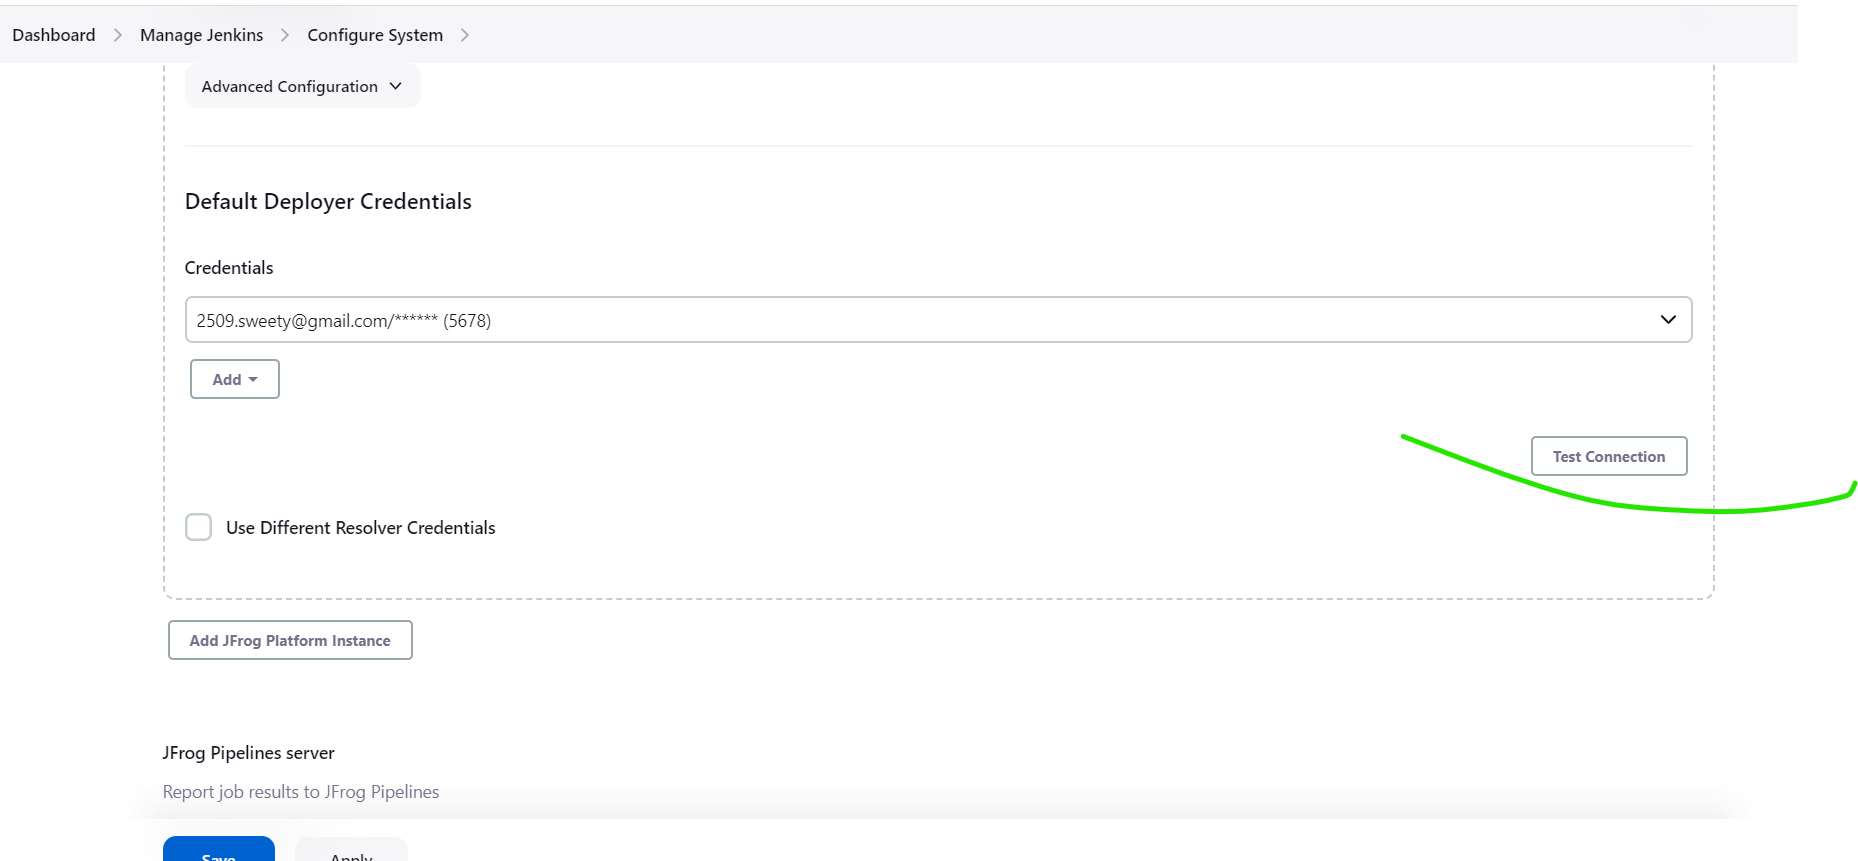 Dashboard > Manage Jenkins > Configure System >
Advanced Configuration
Default Deployer Credentials
Credentials
2509.sweety@gmail.com/****** (5678)
Add
Test Connection
Use Different Resolver Credentials
Add JFrog Platform Instance
JFrog Pipelines server
Report job results to JFrog Pipelines
Save Apply